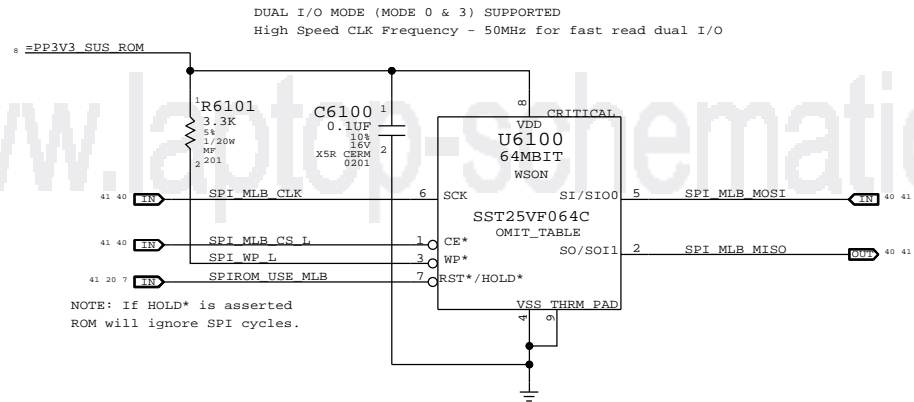 DUAL I/O MODE (MODE 0 & 3) SUPPORTED
High Speed CLK Frequency - 50MHz for fast read dual I/O
8 =PP3V3_SUS_ROM
1
R6101
3.3K
5%
1/20W
MF
201
2
C6100 1
0.1UF
10%
16V
X5R CERM
0201
2
8
CRITICAL
VDD
U6100
64MBIT
WSON
SST25VF064C
OMIT_TABLE
41 40 IN SPI_MLB_CLK 6 SCK
SI/SIO0 5 SPI_MLB_MOSI IN 40 41
41 40 IN SPI_MLB_CS_L 1 CE*
SPI_WP_L 3 WP*
SO/SOI1 2 SPI_MLB_MISO OUT 40 41
41 20 7 IN SPIROM_USE_MLB 7 RST*/HOLD*
VSS THRM_PAD
4 9
NOTE: If HOLD* is asserted
ROM will ignore SPI cycles.
w.laptop-schematic